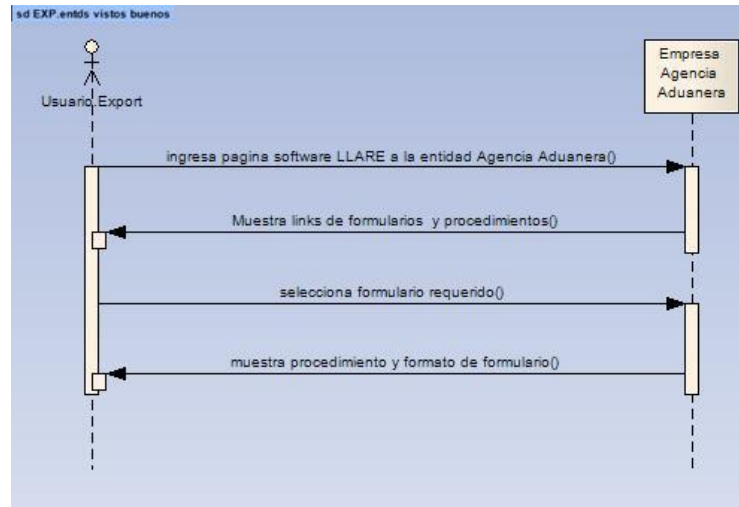 sd EXP.entds vistos buenos
Usuario.Export
Empresa
Agencia
Aduanera
ingresa pagina software LLARE a la entidad Agencia Aduanera()
Muestra links de formularios y procedimientos()
selecciona formulario requerido()
muestra procedimiento y formato de formulario()